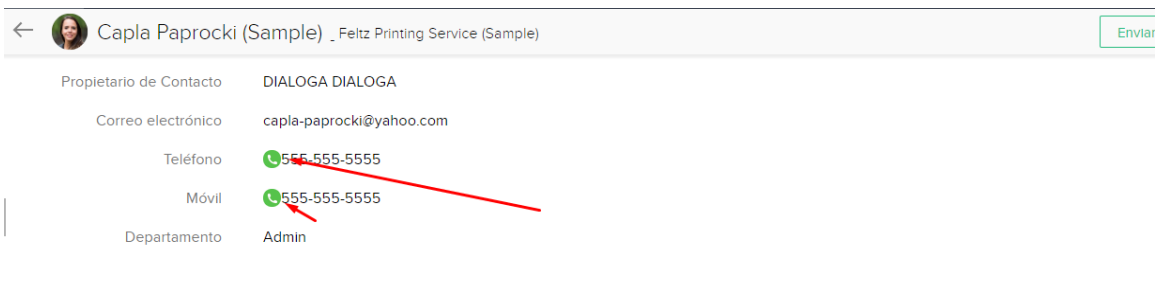 Capla Paprocki (Sample) _ Feltz Printing Service (Sample) Enviar
Propietario de Contacto DIALOGA DIALOGA
Correo electrónico capla-paprocki@yahoo.com
Teléfono 555-555-5555
Móvil 555-555-5555
Departamento Admin